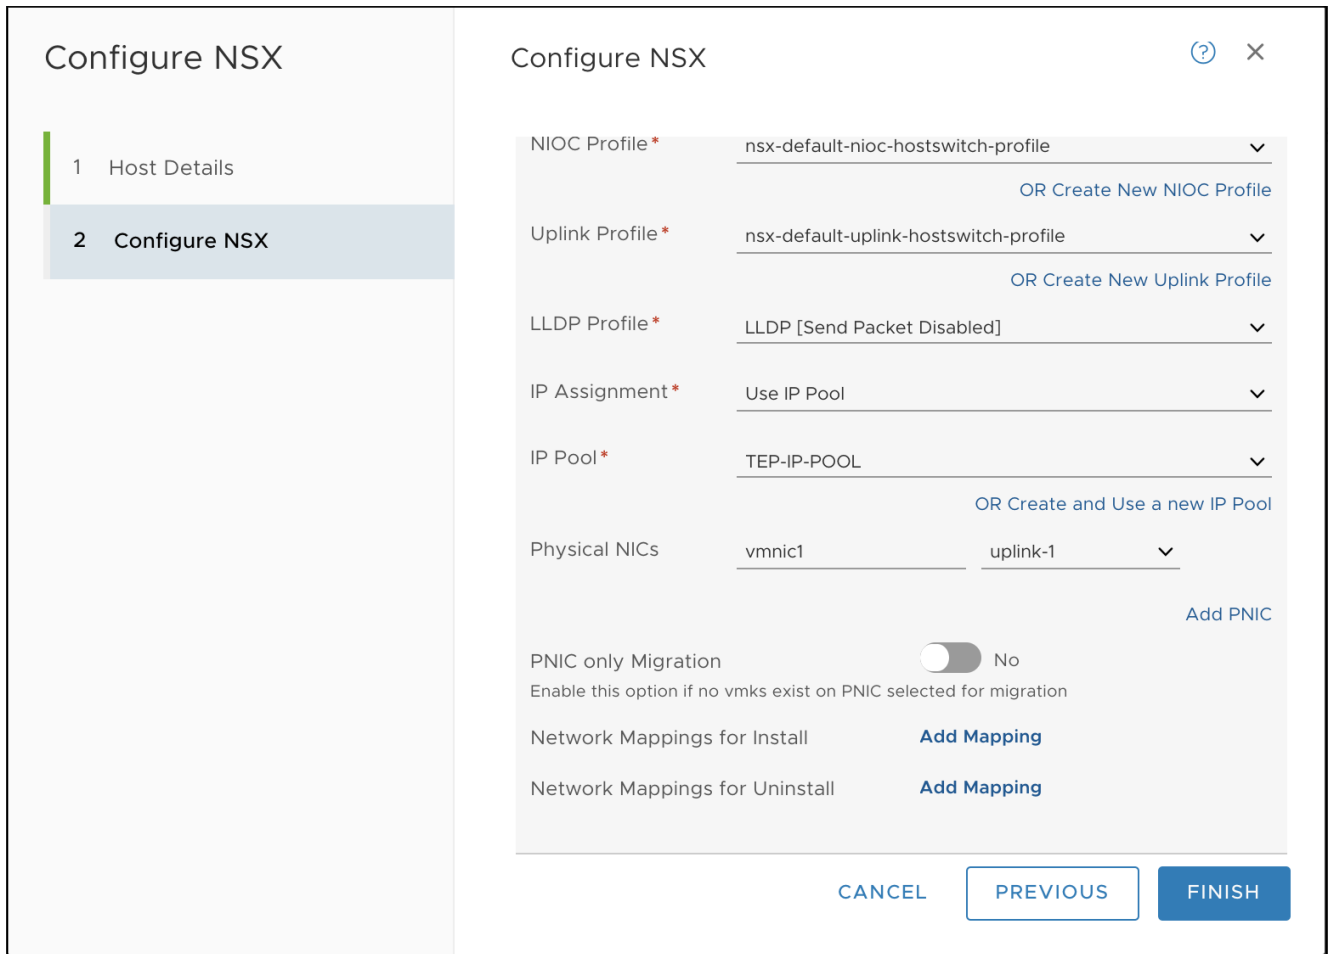 Configure NSX
1 Host Details
2 Configure NSX
Configure NSX
?
NIOC Profile* nsx-default-nioc-hostswitch-profile
OR Create New NIOC Profile
Uplink Profile* nsx-default-uplink-hostswitch-profile
OR Create New Uplink Profile
LLDP Profile* LLDP [Send Packet Disabled]
IP Assignment* Use IP Pool
IP Pool* TEP-IP-POOL
OR Create and Use a new IP Pool
Physical NICs vmnic1 uplink-1
Add PNIC
PNIC only Migration No
Enable this option if no vmks exist on PNIC selected for migration
Network Mappings for Install Add Mapping
Network Mappings for Uninstall Add Mapping
CANCEL PREVIOUS FINISH